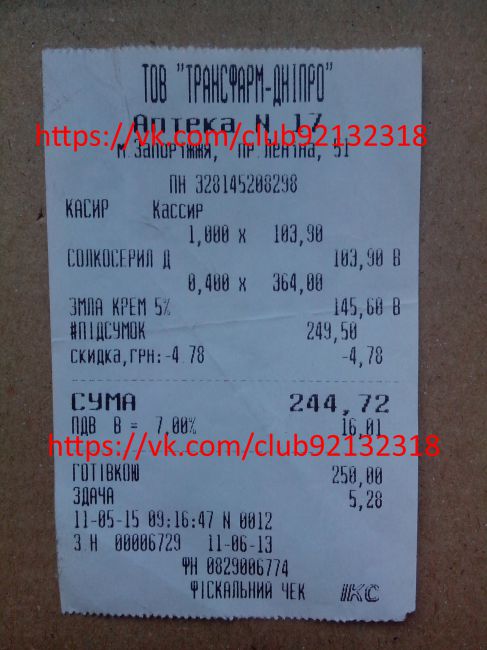 ТОВ "ТРАНСФАРМ-ДНІПРО"
Аптека N 17
https://vk.com/club92132318
м.Запоріжжя, пр.Леніна, 51
ПН 328145208298
КАСИР Кассир
1,000 x 103,90
СОЛКОСЕРИЛ Д 103,90 В
0,400 x 364,00
ЭМЛА КРЕМ 5% 145,60 В
#ПІДСУМОК 249,50
скидка,грн:-4.78 -4,78
СУМА 244,72
ПДВ В = 7,00% 16,01
https://vk.com/club92132318
ГОТІВКОЮ 250,00
ЗДАЧА 5,28
11-05-15 09:16:47 N 0012
З.Н 00006729 11-06-13
ФН 0829006774
ФІСКАЛЬНИЙ ЧЕК ІКС